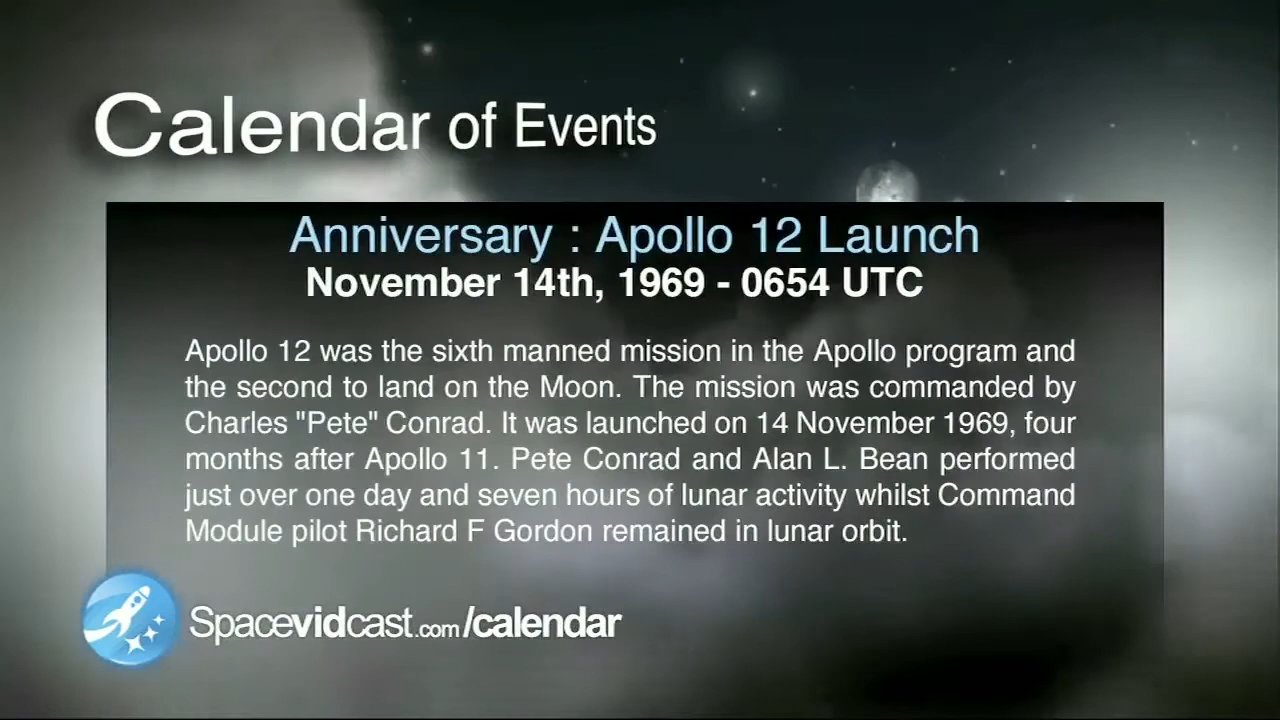 Calendar of Events
Anniversary : Apollo 12 Launch
November 14th, 1969 - 0654 UTC
Apollo 12 was the sixth manned mission in the Apollo program and
the second to land on the Moon. The mission was commanded by
Charles "Pete" Conrad. It was launched on 14 November 1969, four
months after Apollo 11. Pete Conrad and Alan L. Bean performed
just over one day and seven hours of lunar activity whilst Command
Module pilot Richard F Gordon remained in lunar orbit.
Spacevidcast.com/calendar